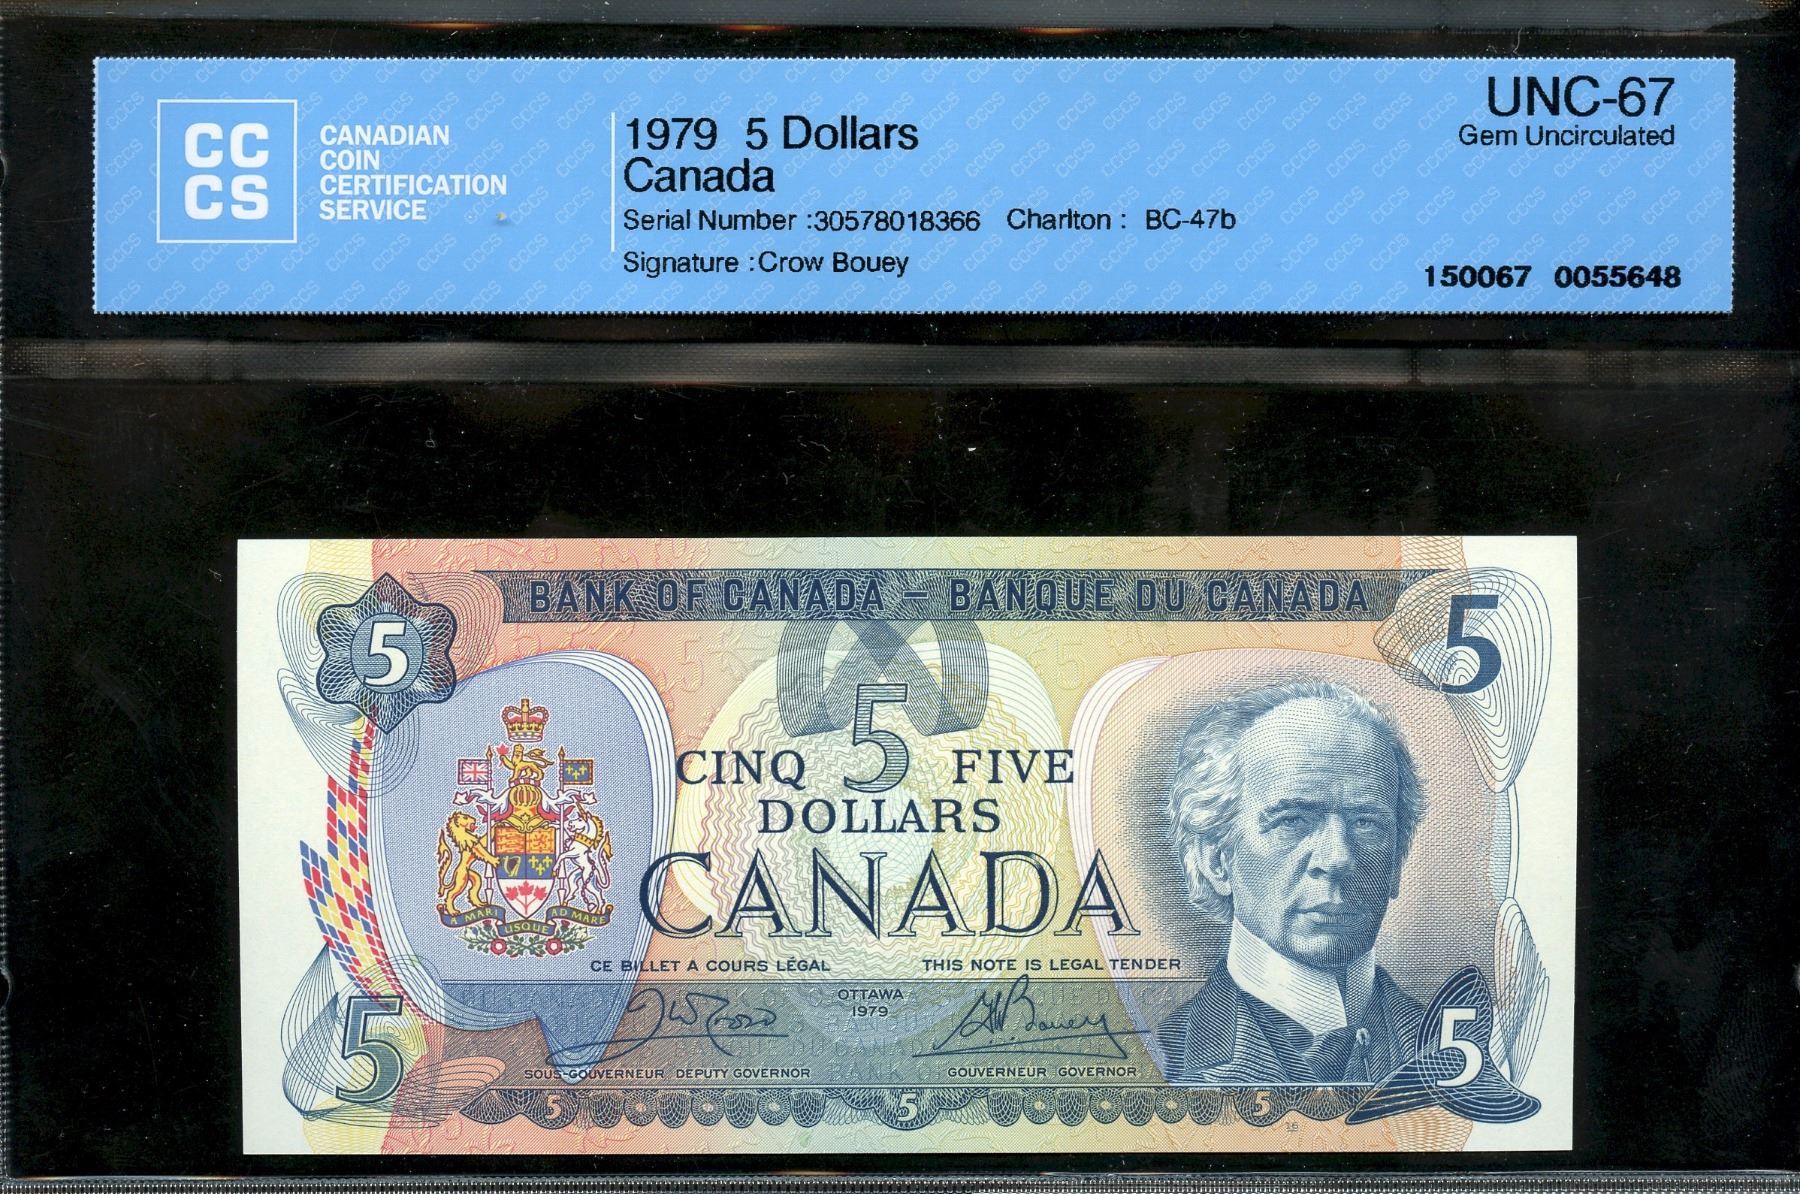 CC
CS
CANADIAN
COIN
CERTIFICATION
SERVICE
1979 5 Dollars
Canada
Serial Number :30578018366 Charlton : BC-47b
Signature :Crow Bouey
UNC-67
Gem Uncirculated
150067 0055648
BANK OF CANADA – BANQUE DU CANADA
5
5
5
CINQ FIVE
DOLLARS
CANADA
A MARI USQUE AD MARE
CE BILLET A COURS LÉGAL
THIS NOTE IS LEGAL TENDER
OTTAWA
1979
SOUS-GOUVERNEUR DEPUTY GOVERNOR
GOUVERNEUR GOVERNOR
5
5
5
5
5
16